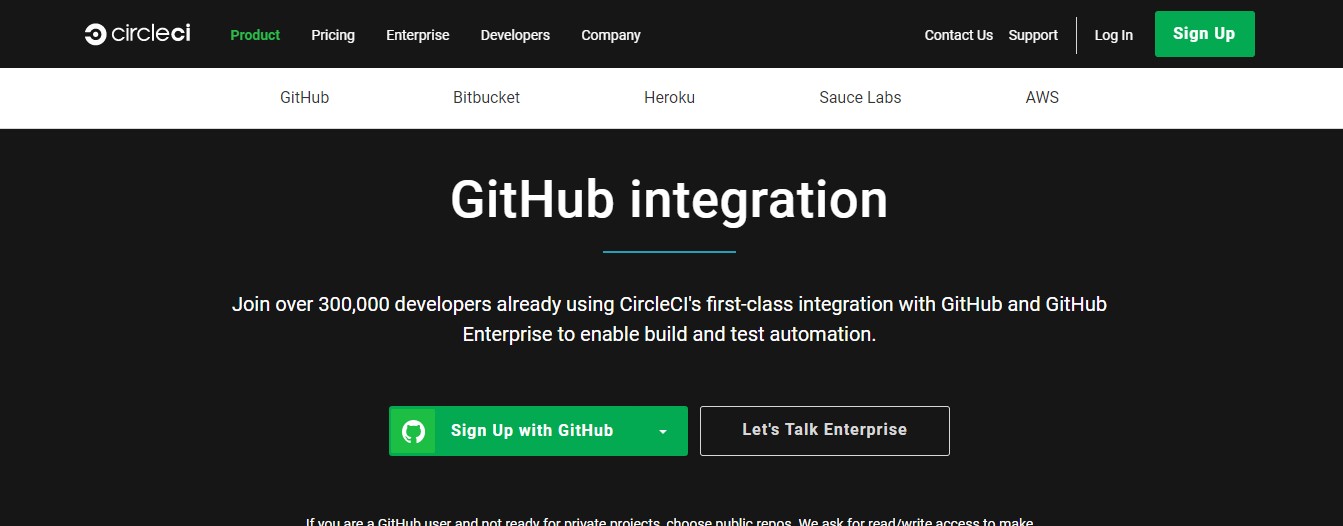 circleci Product Pricing Enterprise Developers Company Contact Us Support Log In Sign Up
GitHub Bitbucket Heroku Sauce Labs AWS
GitHub integration
Join over 300,000 developers already using CircleCI's first-class integration with GitHub and GitHub
Enterprise to enable build and test automation.
Sign Up with GitHub Let's Talk Enterprise
If you are a GitHub user and not ready for private projects, choose public repos. We ask for read/write access to make